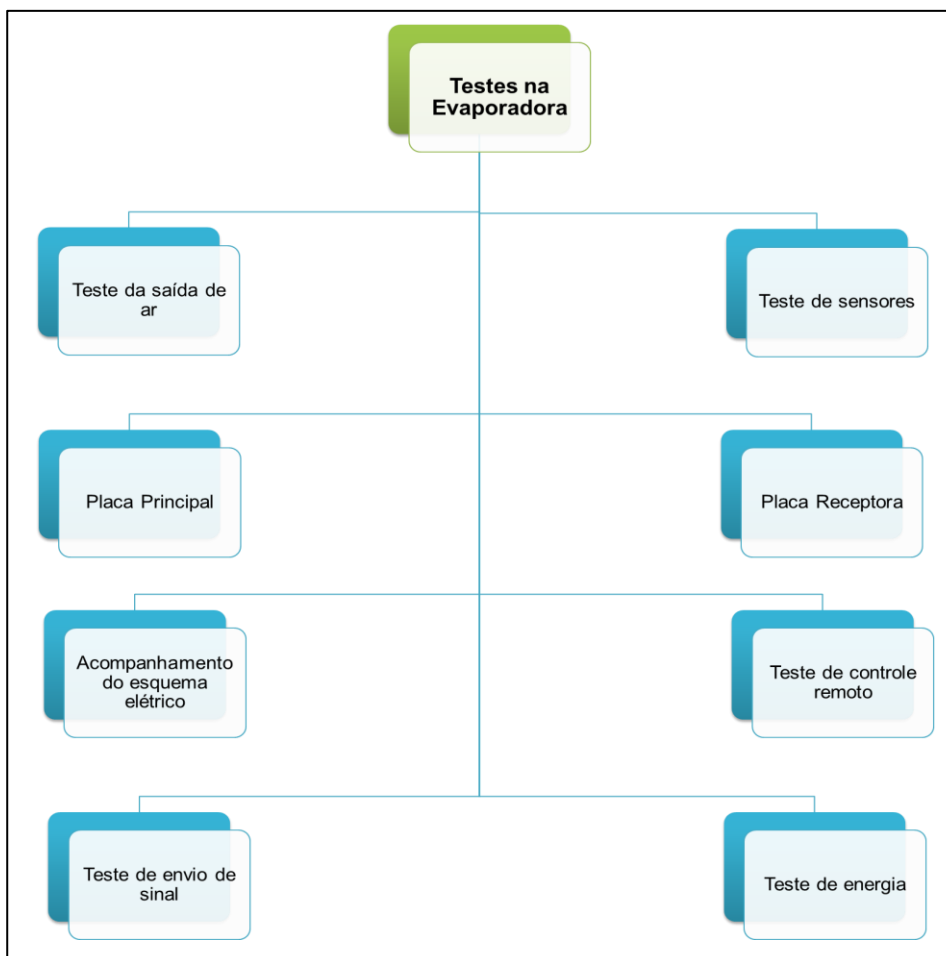 Testes na
Evaporadora
Teste da saída de
ar
Teste de sensores
Placa Principal
Placa Receptora
Acompanhamento
do esquema
elétrico
Teste de controle
remoto
Teste de envio de
sinal
Teste de energia